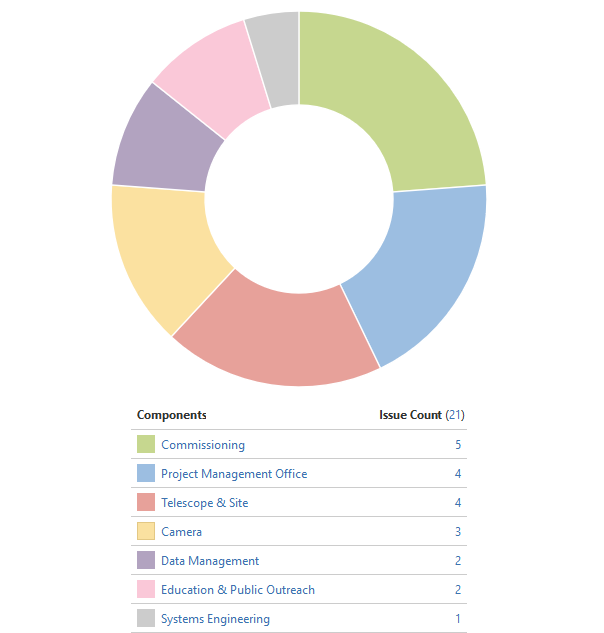 Components Issue Count (21)
Commissioning 5
Project Management Office 4
Telescope & Site 4
Camera 3
Data Management 2
Education & Public Outreach 2
Systems Engineering 1